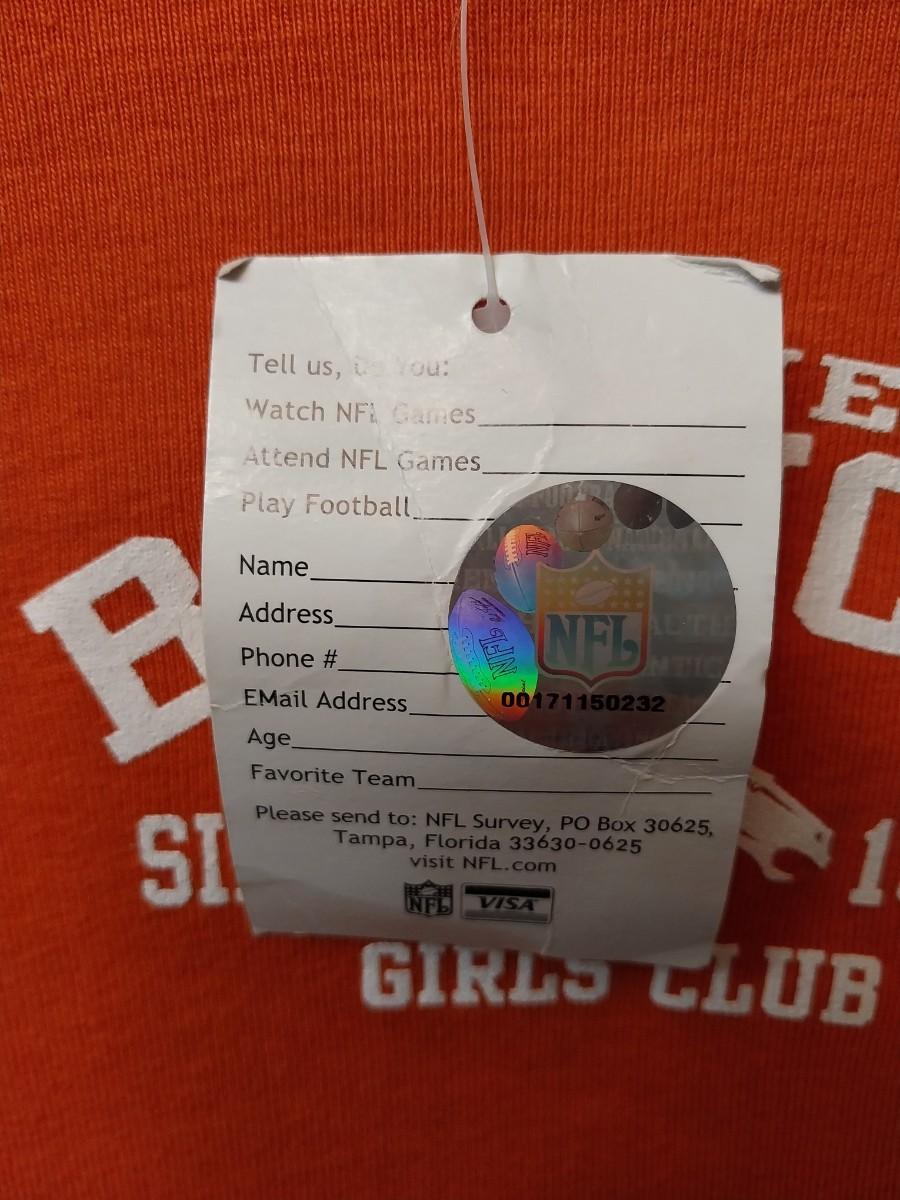 Tell us, Do You:
Watch NFL Games
Attend NFL Games
Play Football
Name
Address
Phone #
EMail Address
Age
Favorite Team
NFL
NFL
00171150232
Please send to: NFL Survey, PO Box 30625,
Tampa, Florida 33630-0625
visit NFL.com
NFL VISA
GIRLS CLUB